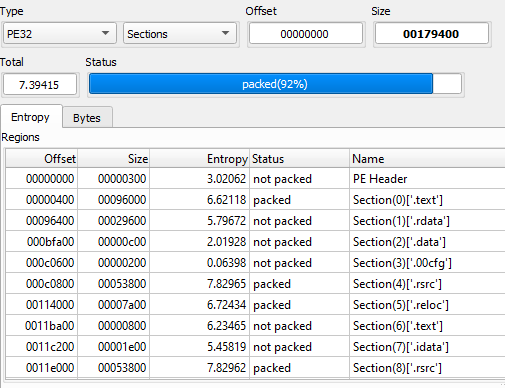 Type Offset Size
PE32 Sections 00000000 00179400
Total Status
7.39415 packed(92%)
Entropy Bytes
Regions
Offset Size Entropy Status Name
00000000 00000300 3.02062 not packed PE Header
00000400 00096000 6.62118 packed Section(0)['.text']
00096400 00029600 5.79672 not packed Section(1)['.rdata']
000bfa00 00000c00 2.01928 not packed Section(2)['.data']
000c0600 00000200 0.06398 not packed Section(3)['.00cfg']
000c0800 00053800 7.82965 packed Section(4)['.rsrc']
00114000 00007a00 6.72434 packed Section(5)['.reloc']
0011ba00 00000800 6.23465 not packed Section(6)['.text']
0011c200 00001e00 5.45819 not packed Section(7)['.idata']
0011e000 00053800 7.82962 packed Section(8)['.rsrc']